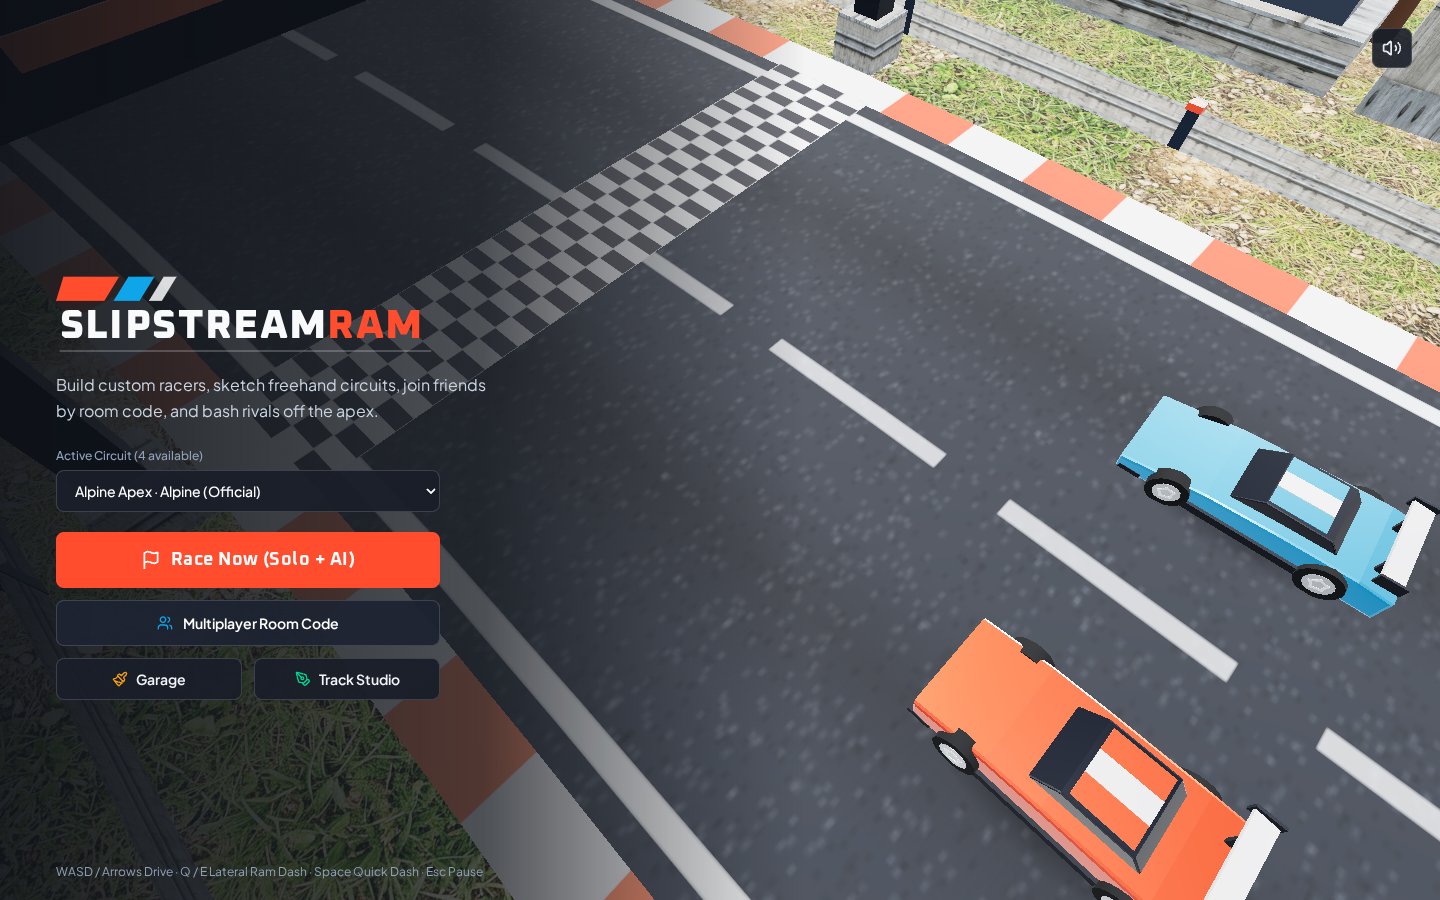 SLIPSTREAMRAM
Build custom racers, sketch freehand circuits, join friends
by room code, and bash rivals off the apex.
Active Circuit (4 available)
Alpine Apex · Alpine (Official)
Race Now (Solo + AI)
Multiplayer Room Code
Garage
Track Studio
WASD / Arrows Drive · Q / E Lateral Ram Dash · Space Quick Dash · Esc Pause